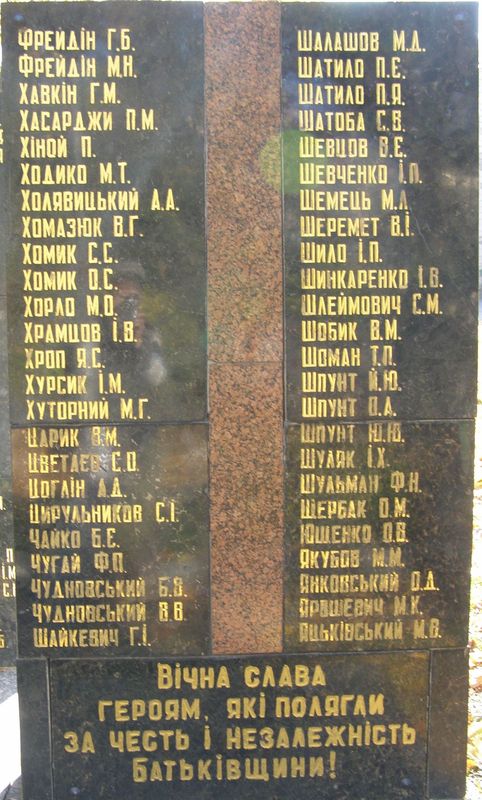 ФРЕЙДІН Г.Б.
ФРЕЙДІН М.Н.
ХАВКІН Г.М.
ХАСАРДЖИ П.М.
ХІНОЙ П.
ХОДИКО М.Т.
ХОЛЯВИЦЬКИЙ А.А.
ХОМАЗЮК В.Г.
ХОМИК С.С.
ХОМИК О.С.
ХОРЛО М.О.
ХРАМЦОВ І.В.
ХРОП Я.С.
ХУРСИК І.М.
ХУТОРНИЙ М.Г.
ЦАРИК В.М.
ЦВЕТАЕВ С.О.
ЦОГЛІН А.Д.
ЦИРУЛЬНИКОВ С.І.
ЧАЙКО Б.Є.
ЧУГАЙ Ф.П.
ЧУДНОВСЬКИЙ Б.В.
ЧУДНОВСЬКИЙ В.В.
ШАЙКЕВИЧ Г.І.
ШАЛАШОВ М.Д.
ШАТИЛО П.Є.
ШАТИЛО П.Я.
ШАТОБА С.В.
ШЕВЦОВ В.Є.
ШЕВЧЕНКО І.П.
ШЕМЕЦЬ М.Л.
ШЕРЕМЕТ В.І.
ШИЛО І.П.
ШИНКАРЕНКО І.В.
ШЛЕЙМОВИЧ С.М.
ШОБИК В.М.
ШОМАН Т.П.
ШПУНТ Й.Ю.
ШПУНТ О.А.
ШПУНТ Ю.Ю.
ШУЛЯК І.Х.
ШУЛЬМАН Ф.Н.
ЩЕРБАК О.М.
ЮЩЕНКО О.В.
ЯКУБОВ М.М.
ЯНКОВСЬКИЙ О.Д.
ЯРОШЕВИЧ М.К.
ЯЦЬКІВСЬКИЙ М.В.
ВІЧНА СЛАВА
ГЕРОЯМ, ЯКІ ПОЛЯГЛИ
ЗА ЧЕСТЬ І НЕЗАЛЕЖНІСТЬ
БАТЬКІВЩИНИ!